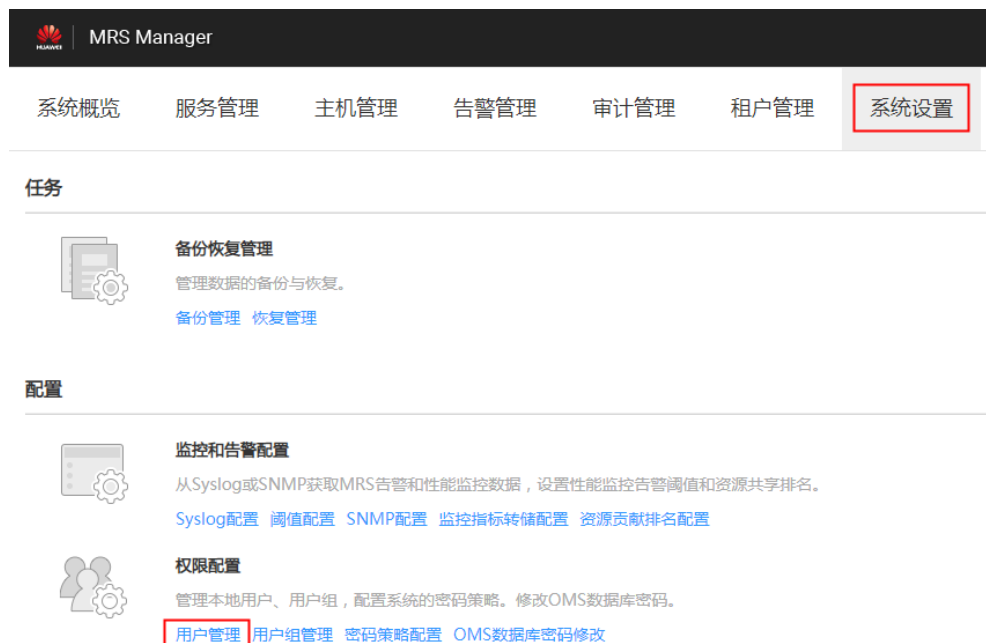 HUAWEI MRS Manager
系统概览 服务管理 主机管理 告警管理 审计管理 租户管理 系统设置
任务
备份恢复管理
管理数据的备份与恢复。
备份管理 恢复管理
配置
监控和告警配置
从Syslog或SNMP获取MRS告警和性能监控数据，设置性能监控告警阈值和资源共享排名。
Syslog配置 阈值配置 SNMP配置 监控指标转储配置 资源贡献排名配置
权限配置
管理本地用户、用户组，配置系统的密码策略。修改OMS数据库密码。
用户管理 用户组管理 密码策略配置 OMS数据库密码修改